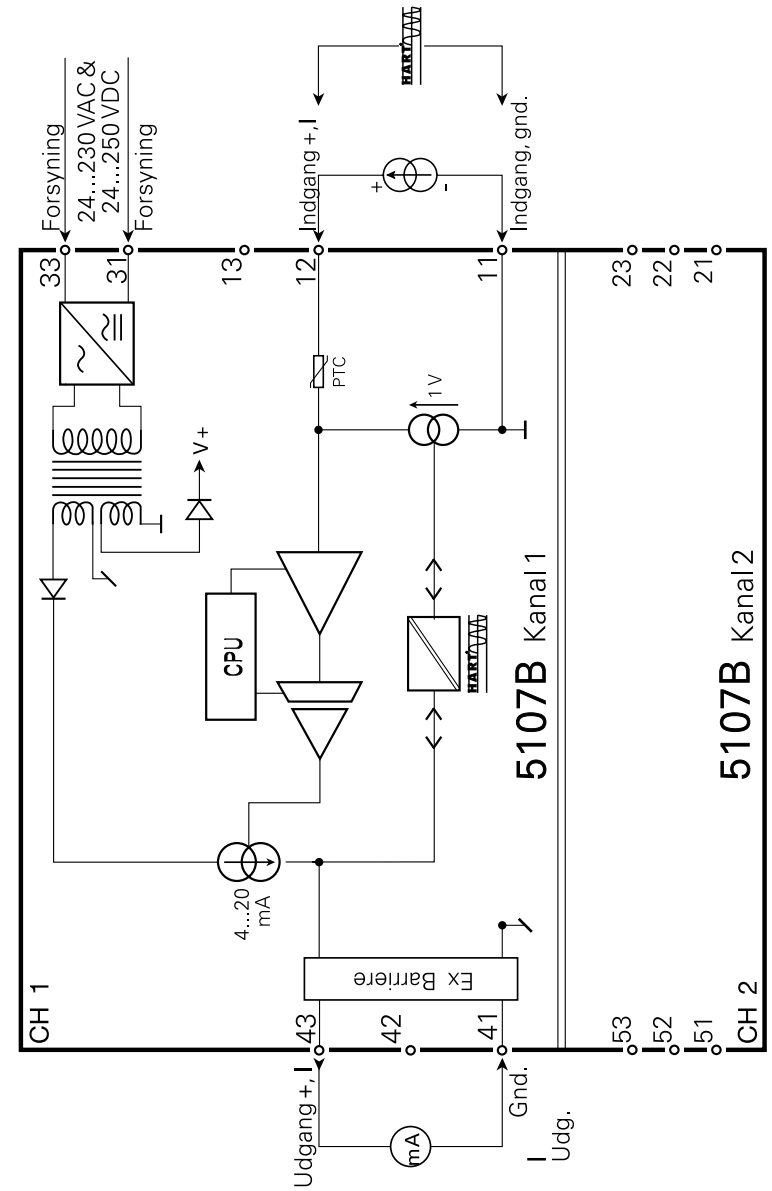 Forsyning
24...230 VAC &
24...250 VDC
Forsyning
Indgang +, I
HART
+
-
Indgang, gnd.
33
31
13
12
11
23
22
21
V +
PTC
1 V
CPU
HART
5107B Kanal 1
5107B Kanal 2
4...20
mA
Ex Barriere
CH 1
43
42
41
53
52
51
CH 2
Udgang +, I
mA
Gnd.
I
Udg.